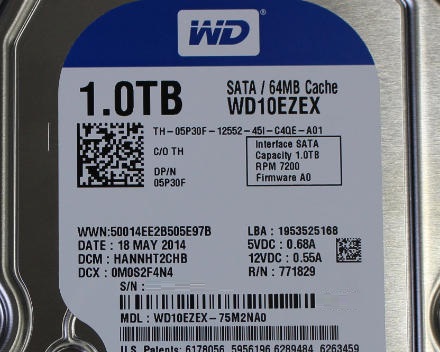 WD®
1.0TB
SATA / 64MB Cache
WD10EZEX
TH-05P30F-12552-45I-C4QE-A01
C/O TH
DP/N
05P30F
Interface SATA
Capacity 1.0TB
RPM 7200
Firmware A0
WWN:50014EE2B505E97B
DATE : 18 MAY 2014
DCM : HANNHT2CHB
DCX : 0M0S2F4N4
LBA : 1953525168
5VDC : 0.68A
12VDC : 0.55A
R/N : 771829
S/N :
MDL : WD10EZEX-75M2NA0
U.S. Patents: 6178056 5956196 6289484 6263459